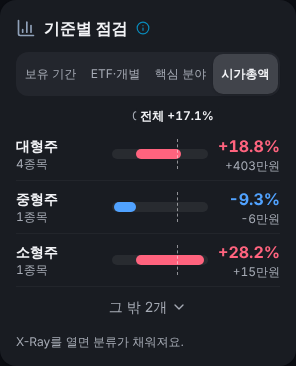 기준별 점검
보유 기간 ETF·개별 핵심 분야 시가총액
전체 +17.1%
대형주 +18.8%
4종목 +403만원
중형주 -9.3%
1종목 -6만원
소형주 +28.2%
1종목 +15만원
그 밖 2개
X-Ray를 열면 분류가 채워져요.